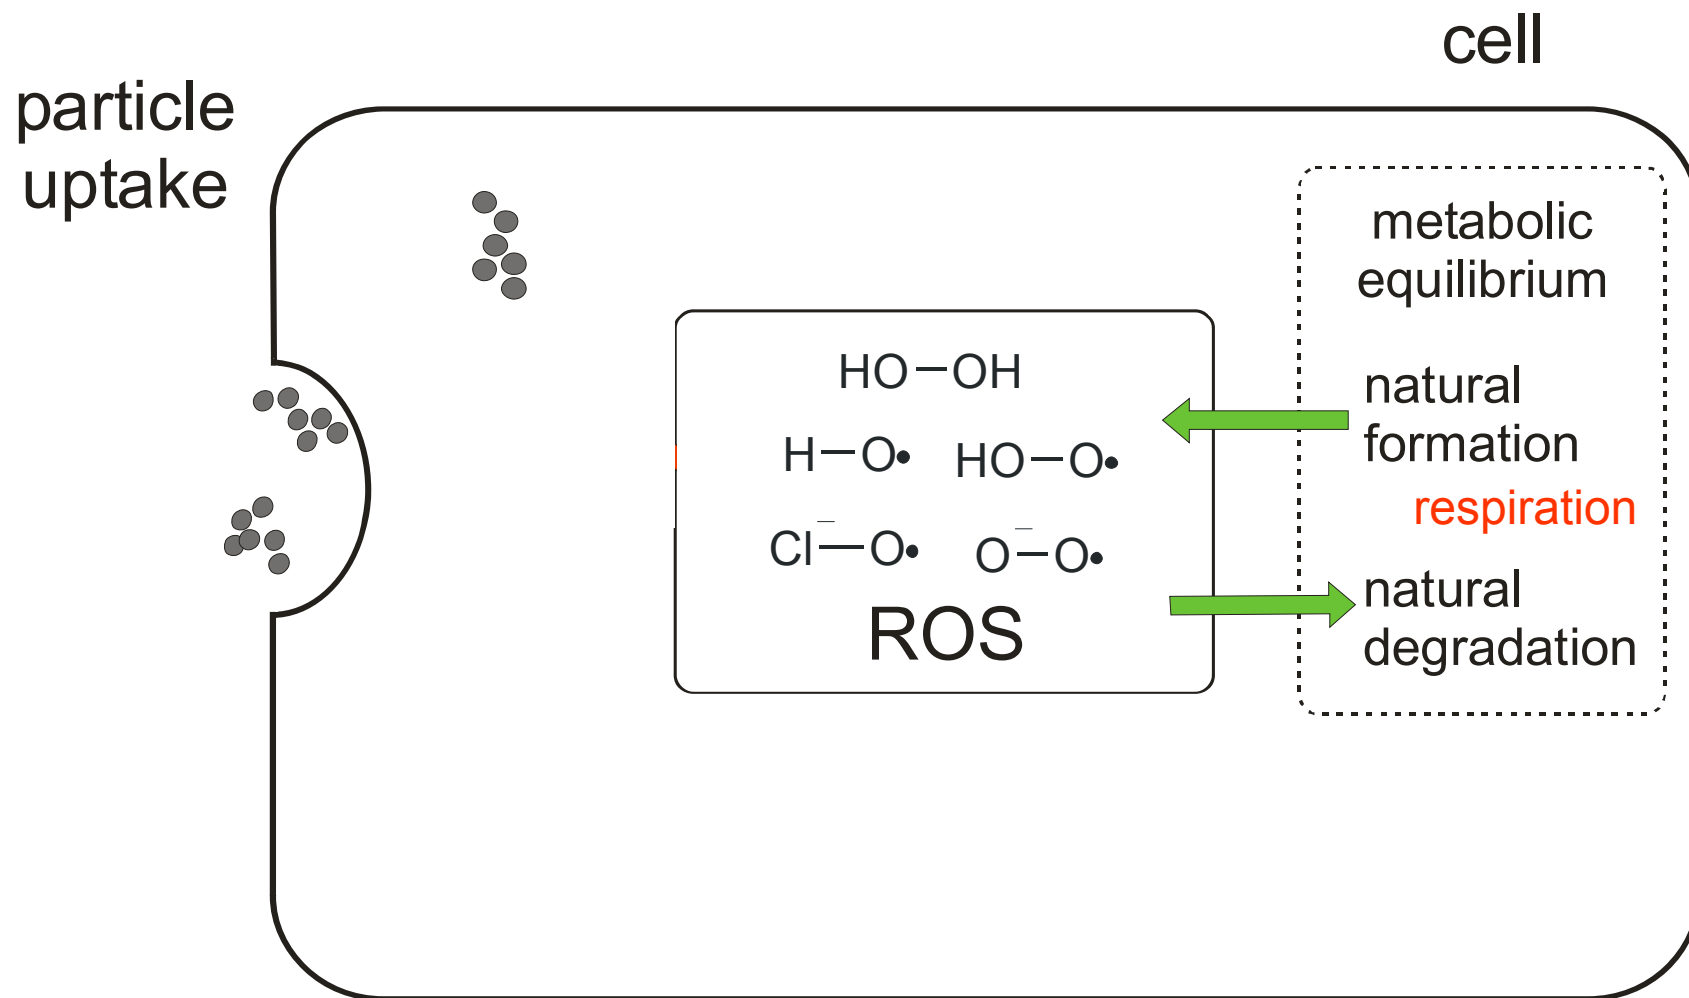 cell
particle
uptake
metabolic
equilibrium
HO–OH
natural
formation
H–O• HO–O•
respiration
Cl‾–O• O‾–O•
natural
degradation
ROS